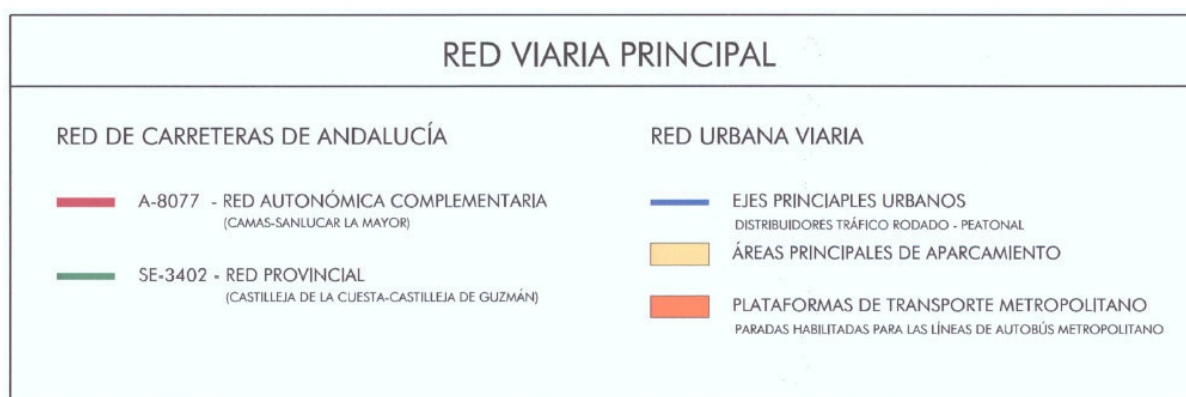 RED VIARIA PRINCIPAL
RED DE CARRETERAS DE ANDALUCÍA
A-8077 - RED AUTONÓMICA COMPLEMENTARIA
(CAMAS-SANLUCAR LA MAYOR)
SE-3402 - RED PROVINCIAL
(CASTILLEJA DE LA CUESTA-CASTILLEJA DE GUZMÁN)
RED URBANA VIARIA
EJES PRINCIAPLES URBANOS
DISTRIBUIDORES TRÁFICO RODADO - PEATONAL
ÁREAS PRINCIPALES DE APARCAMIENTO
PLATAFORMAS DE TRANSPORTE METROPOLITANO
PARADAS HABILITADAS PARA LAS LÍNEAS DE AUTOBÚS METROPOLITANO